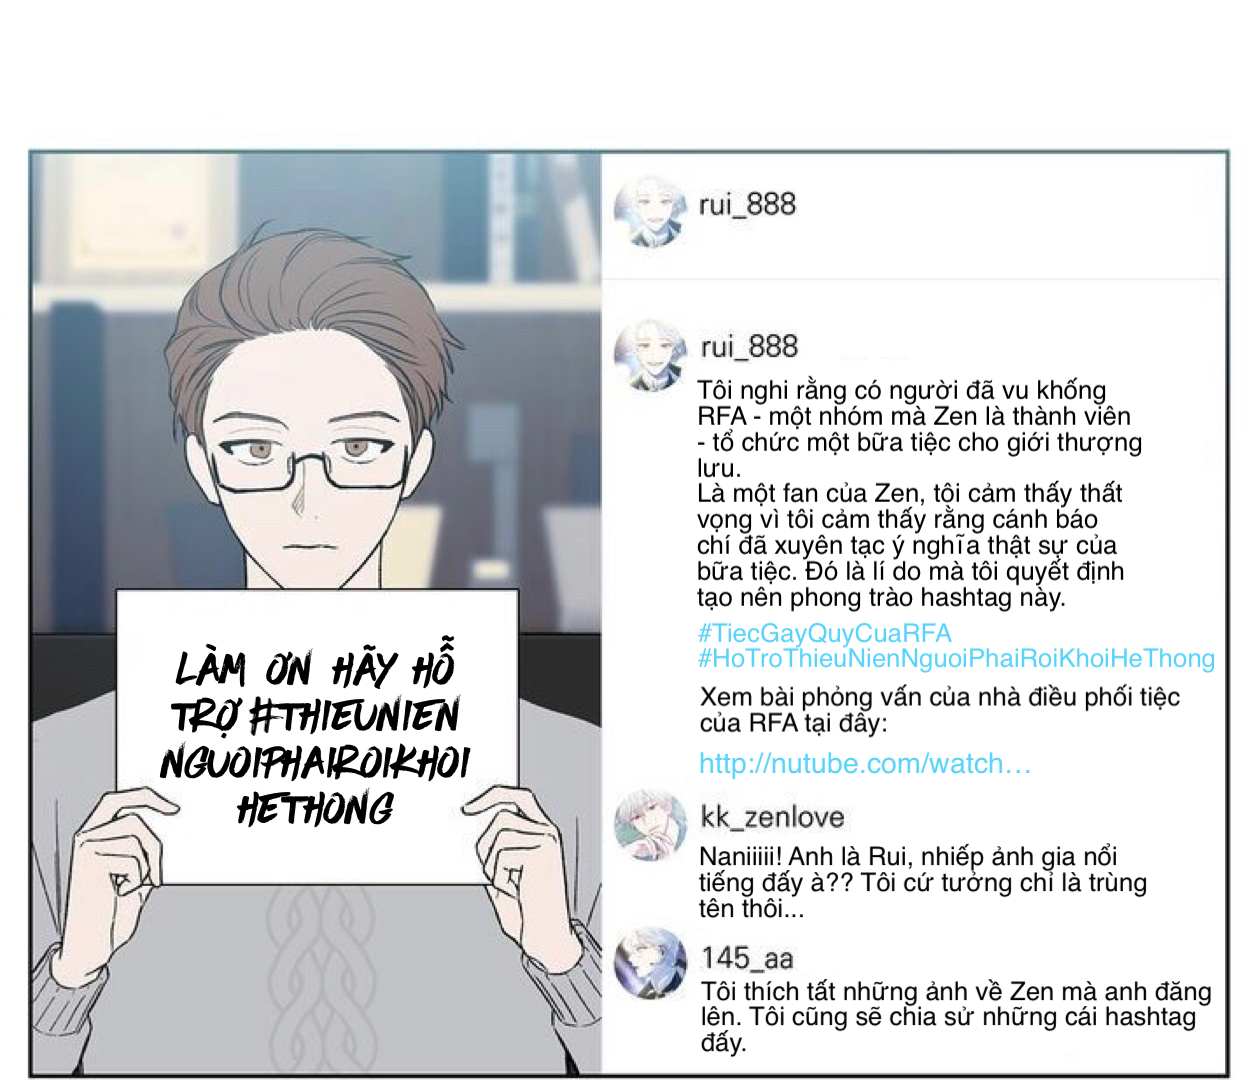 LÀM ƠN HÃY HỖ
TRỢ #THIEUNIEN
NGUOIPHAIROIKHOI
HETHONG
rui_888
rui_888
Tôi nghi rằng có người đã vu khống
RFA - một nhóm mà Zen là thành viên
- tổ chức một bữa tiệc cho giới thượng
lưu.
Là một fan của Zen, tôi cảm thấy thất
vọng vì tôi cảm thấy rằng cánh báo
chí đã xuyên tạc ý nghĩa thật sự của
bữa tiệc. Đó là lí do mà tôi quyết định
tạo nên phong trào hashtag này.
#TiecGayQuyCuaRFA
#HoTroThieuNienNguoiPhaiRoiKhoiHeThong
Xem bài phỏng vấn của nhà điều phối tiệc
của RFA tại đây:
http://nutube.com/watch...
kk_zenlove
Naniiiii! Anh là Rui, nhiếp ảnh gia nổi
tiếng đấy à?? Tôi cứ tưởng chỉ là trùng
tên thôi...
145_aa
Tôi thích tất những ảnh về Zen mà anh đăng
lên. Tôi cũng sẽ chia sử những cái hashtag
đấy.